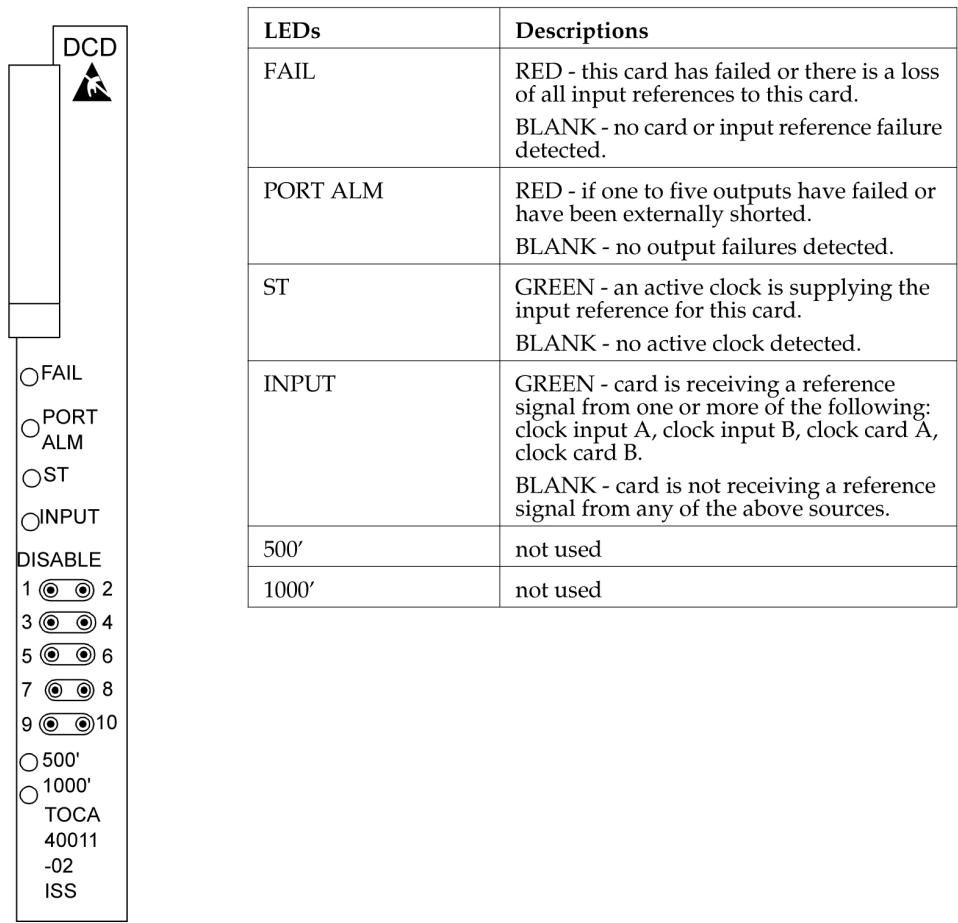 DCD
FAIL
PORT
ALM
ST
INPUT
DISABLE
1 2
3 4
5 6
7 8
9 10
500'
1000'
TOCA
40011
-02
ISS
LEDs Descriptions
FAIL RED - this card has failed or there is a loss
of all input references to this card.
BLANK - no card or input reference failure
detected.
PORT ALM RED - if one to five outputs have failed or
have been externally shorted.
BLANK - no output failures detected.
ST GREEN - an active clock is supplying the
input reference for this card.
BLANK - no active clock detected.
INPUT GREEN - card is receiving a reference
signal from one or more of the following:
clock input A, clock input B, clock card A,
clock card B.
BLANK - card is not receiving a reference
signal from any of the above sources.
500′ not used
1000′ not used